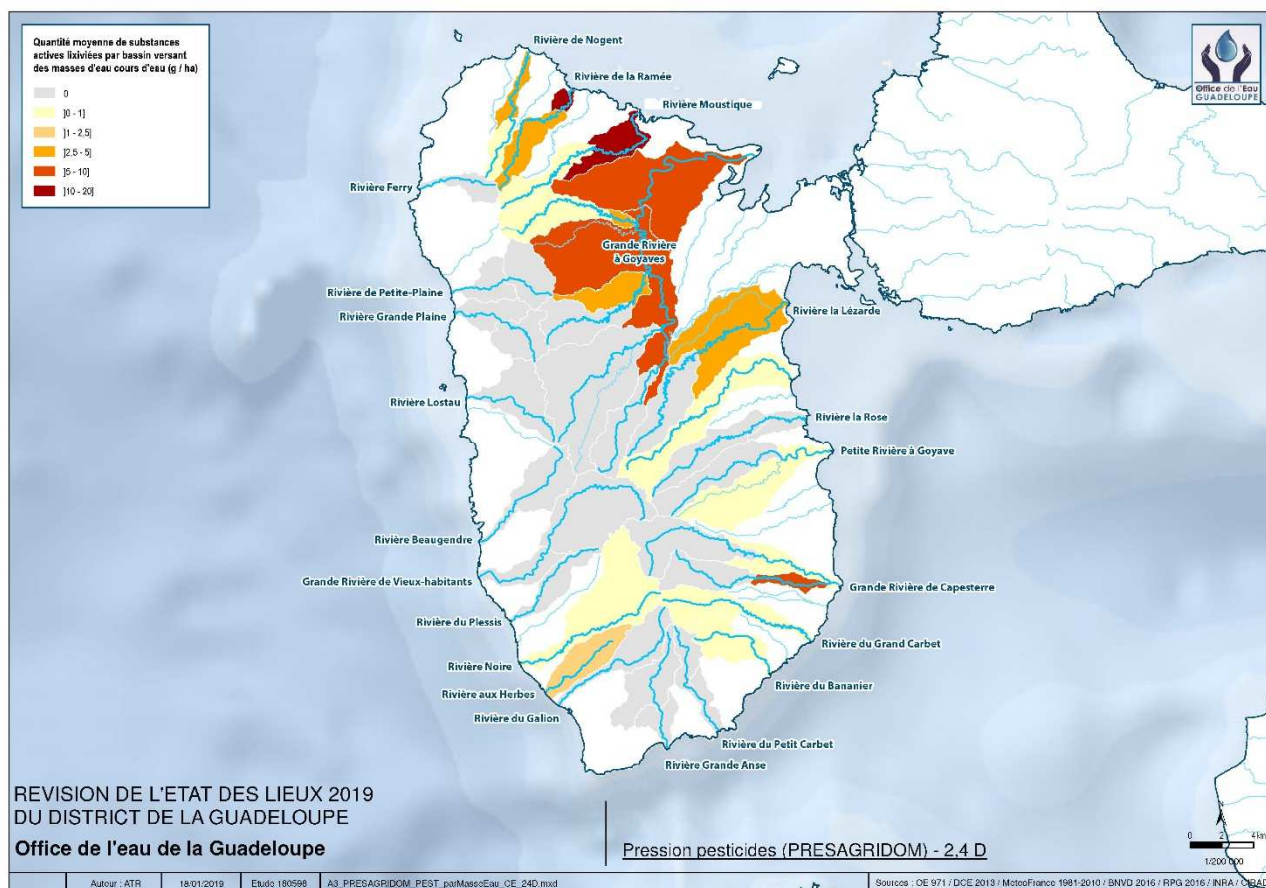 Quantité moyenne de substances
actives lixiviées par bassin versant
des masses d'eau cours d'eau (g / ha)
0
]0 - 1]
]1 - 2,5]
]2,5 - 5]
]5 - 10]
]10 - 20]
Office de l'Eau
GUADELOUPE
Rivière de Nogent
Rivière de la Ramée
Rivière Moustique
Rivière Ferry
Grande Rivière
à Goyaves
Rivière de Petite-Plaine
Rivière Grande Plaine
Rivière la Lézarde
Rivière Lostau
Rivière la Rose
Petite Rivière à Goyave
Rivière Beaugendre
Grande Rivière de Vieux-habitants
Grande Rivière de Capesterre
Rivière du Plessis
Rivière du Grand Carbet
Rivière Noire
Rivière du Bananier
Rivière aux Herbes
Rivière du Galion
Rivière du Petit Carbet
Rivière Grande Anse
REVISION DE L'ETAT DES LIEUX 2019
DU DISTRICT DE LA GUADELOUPE
Office de l'eau de la Guadeloupe
Pression pesticides (PRESAGRIDOM) - 2,4 D
N
0 2 4 km
1/200 000
Auteur : ATR 18/01/2019 Etude 180598 A3_PRESAGRIDOM_PEST_parMasseEau_CE_24D.mxd Sources : OE 971 / DCE 2013 / MeteoFrance 1981-2010 / BNVD 2016 / RPG 2016 / INRA / CIRAD